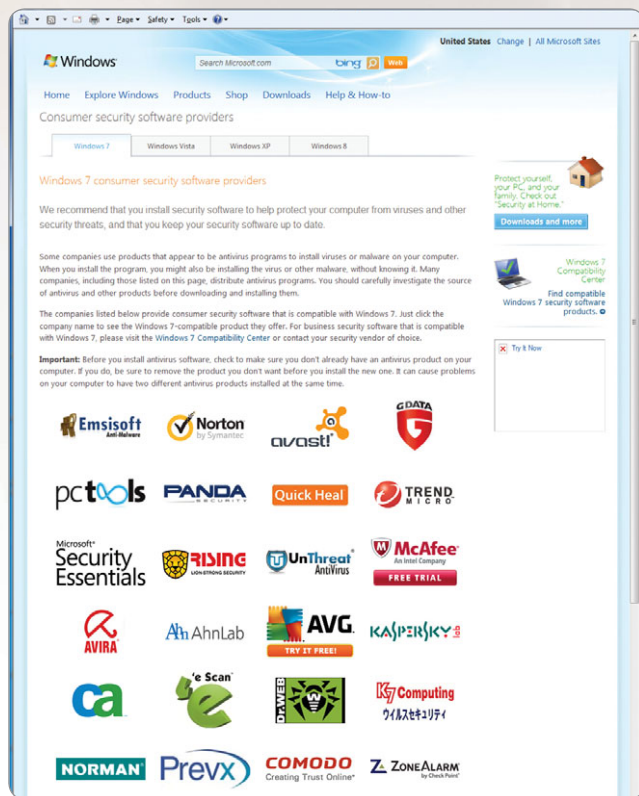 Page Safety Tools
United States Change | All Microsoft Sites
Windows
Search Microsoft.com bing Web
Home Explore Windows Products Shop Downloads Help & How-to
Consumer security software providers
Windows 7 Windows Vista Windows XP Windows 8
Windows 7 consumer security software providers
We recommend that you install security software to help protect your computer from viruses and other
security threats, and that you keep your security software up to date.
Some companies use products that appear to be antivirus programs to install viruses or malware on your computer.
When you install the program, you might also be installing the virus or other malware, without knowing it. Many
companies, including those listed on this page, distribute antivirus programs. You should carefully investigate the source
of antivirus and other products before downloading and installing them.
The companies listed below provide consumer security software that is compatible with Windows 7. Just click the
company name to see the Windows 7-compatible product they offer. For business security software that is compatible
with Windows 7, please visit the Windows 7 Compatibility Center or contact your security vendor of choice.
Important: Before you install antivirus software, check to make sure you don't already have an antivirus product on your
computer. If you do, be sure to remove the product you don't want before you install the new one. It can cause problems
on your computer to have two different antivirus products installed at the same time.
Protect yourself,
your PC, and your
family. Check out
"Security at Home."
Downloads and more
Windows 7
Compatibility
Center
Find compatible
Windows 7 security software
products.
Try It Now
Emsisoft
Anti-Malware
Norton
by Symantec
avast!
G DATA
pctools
PANDA
SECURITY
Quick Heal
TREND
MICRO
Microsoft
Security
Essentials
RISING
LION-STRONG SECURITY
UnThreat
AntiVirus
McAfee
An Intel Company
FREE TRIAL
AVIRA
Ahn AhnLab
AVG
TRY IT FREE!
KASPERSKY lab
ca
e Scan
Dr.WEB
K7 Computing
ウイルスセキュリティ
NORMAN
Prevx
COMODO
Creating Trust Online
ZONEALARM
by Check Point